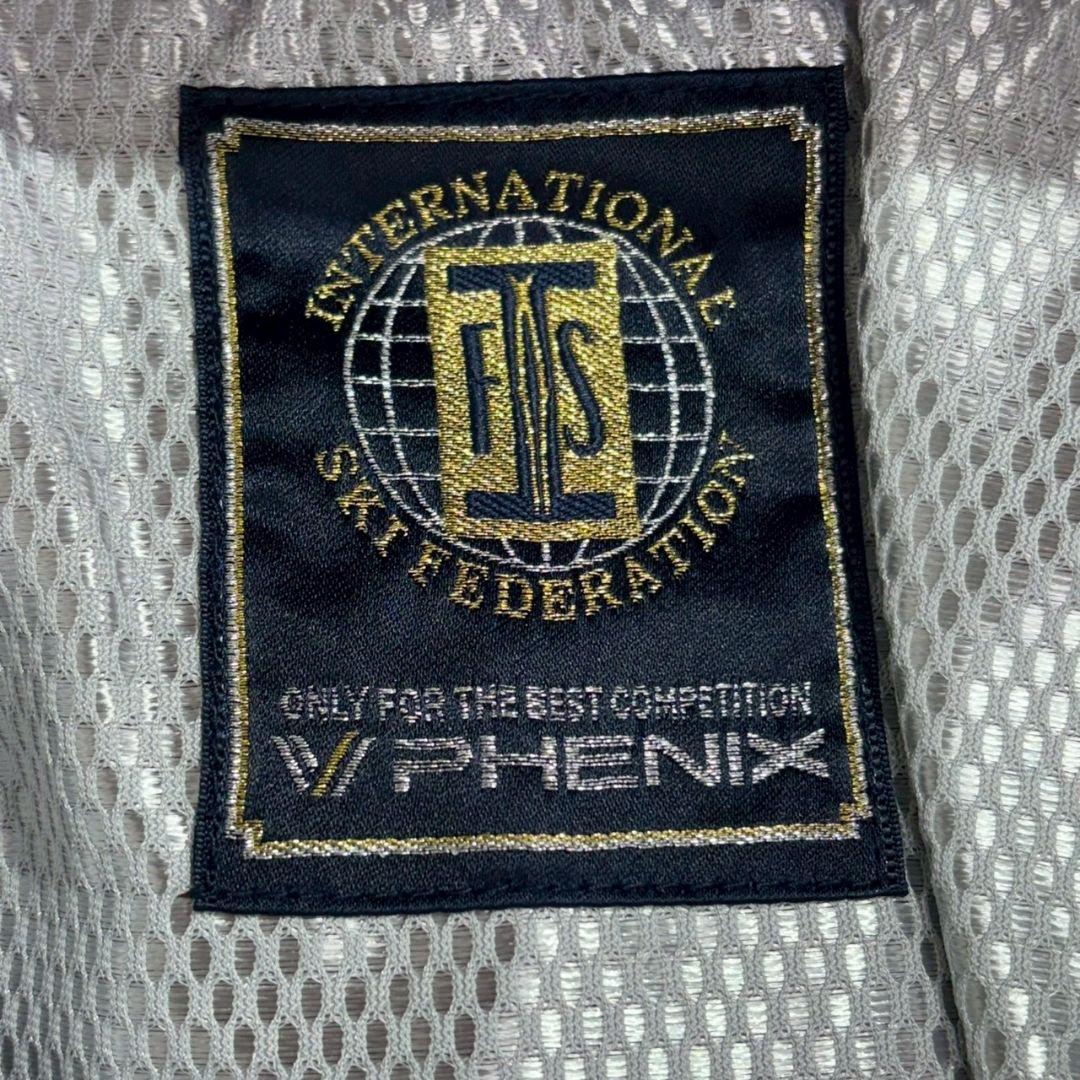 INTERNATIONAL
FIS
SKI FEDERATION
ONLY FOR THE BEST COMPETITION
PHENIX